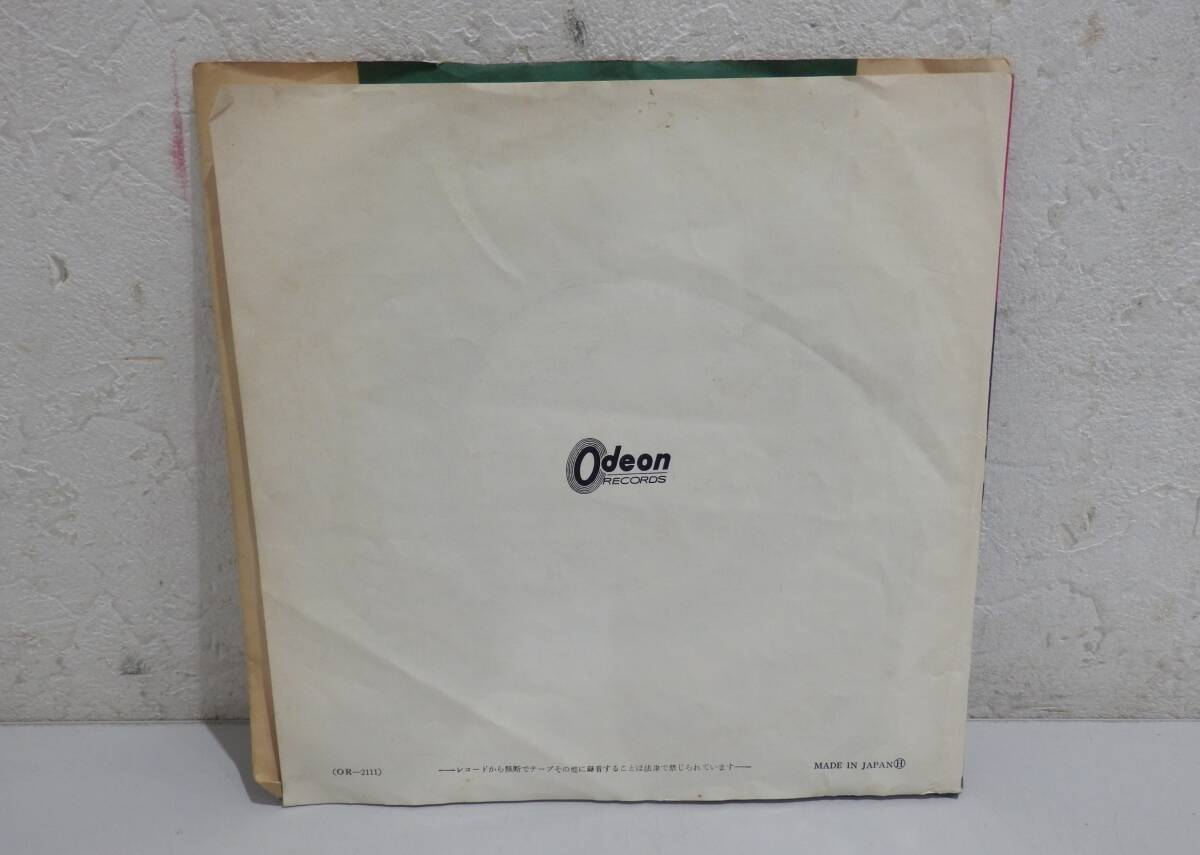 Odeon
RECORDS
(OR—2111)
——レコードから無断でテープその他に録音することは法律で禁じられています——
MADE IN JAPAN Ⓗ